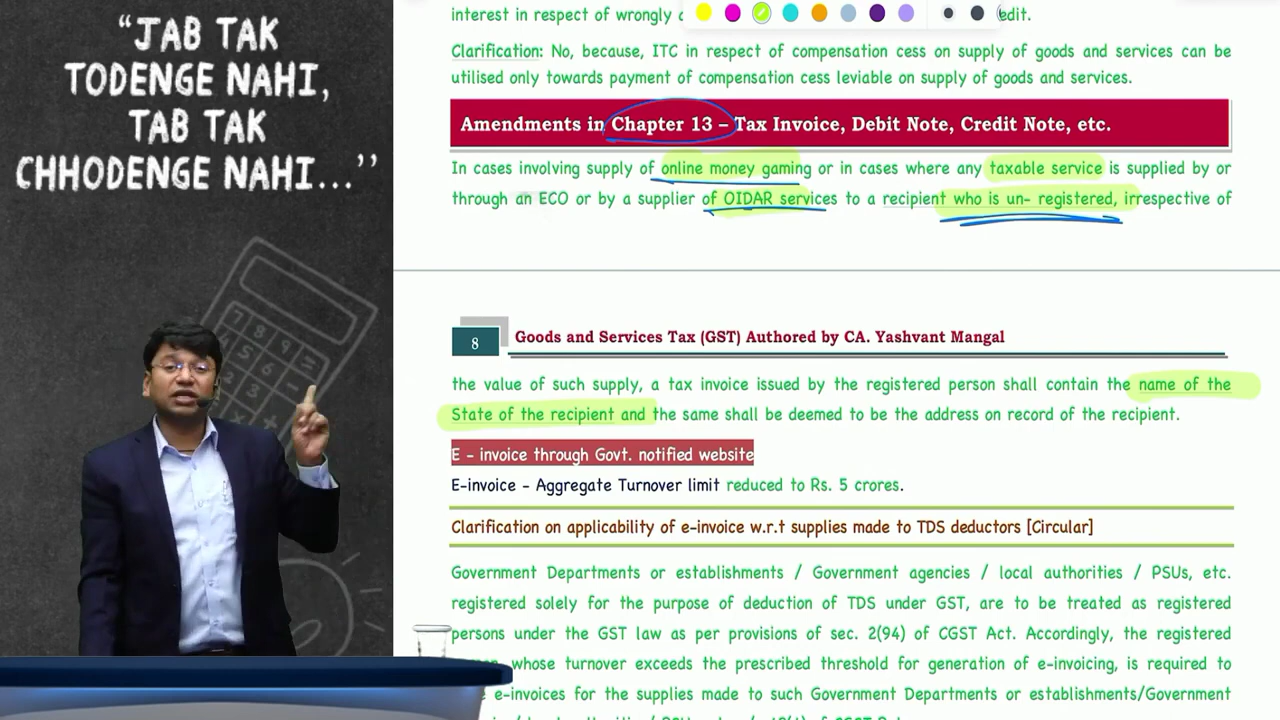 “JAB TAK
TODENGE NAHI,
TAB TAK
CHHODENGE NAHI...’’
interest in respect of wrongly edit.
Clarification: No, because, ITC in respect of compensation cess on supply of goods and services can be
utilised only towards payment of compensation cess leviable on supply of goods and services.
Amendments in Chapter 13 – Tax Invoice, Debit Note, Credit Note, etc.
In cases involving supply of online money gaming or in cases where any taxable service is supplied by or
through an ECO or by a supplier of OIDAR services to a recipient who is un- registered, irrespective of
8
Goods and Services Tax (GST) Authored by CA. Yashvant Mangal
the value of such supply, a tax invoice issued by the registered person shall contain the name of the
State of the recipient and the same shall be deemed to be the address on record of the recipient.
E - invoice through Govt. notified website
E-invoice - Aggregate Turnover limit reduced to Rs. 5 crores.
Clarification on applicability of e-invoice w.r.t supplies made to TDS deductors [Circular]
Government Departments or establishments / Government agencies / local authorities / PSUs, etc.
registered solely for the purpose of deduction of TDS under GST, are to be treated as registered
persons under the GST law as per provisions of sec. 2(94) of CGST Act. Accordingly, the registered
whose turnover exceeds the prescribed threshold for generation of e-invoicing, is required to
e-invoices for the supplies made to such Government Departments or establishments/Government